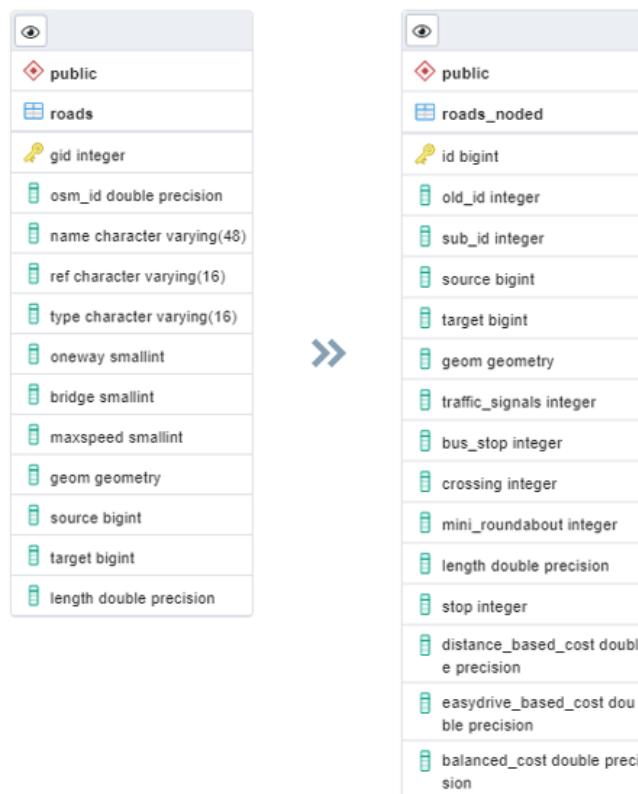 public
roads
gid integer
osm_id double precision
name character varying(48)
ref character varying(16)
type character varying(16)
oneway smallint
bridge smallint
maxspeed smallint
geom geometry
source bigint
target bigint
length double precision
public
roads_noded
id bigint
old_id integer
sub_id integer
source bigint
target bigint
geom geometry
traffic_signals integer
bus_stop integer
crossing integer
mini_roundabout integer
length double precision
stop integer
distance_based_cost doubl
e precision
easydrive_based_cost dou
ble precision
balanced_cost double preci
sion